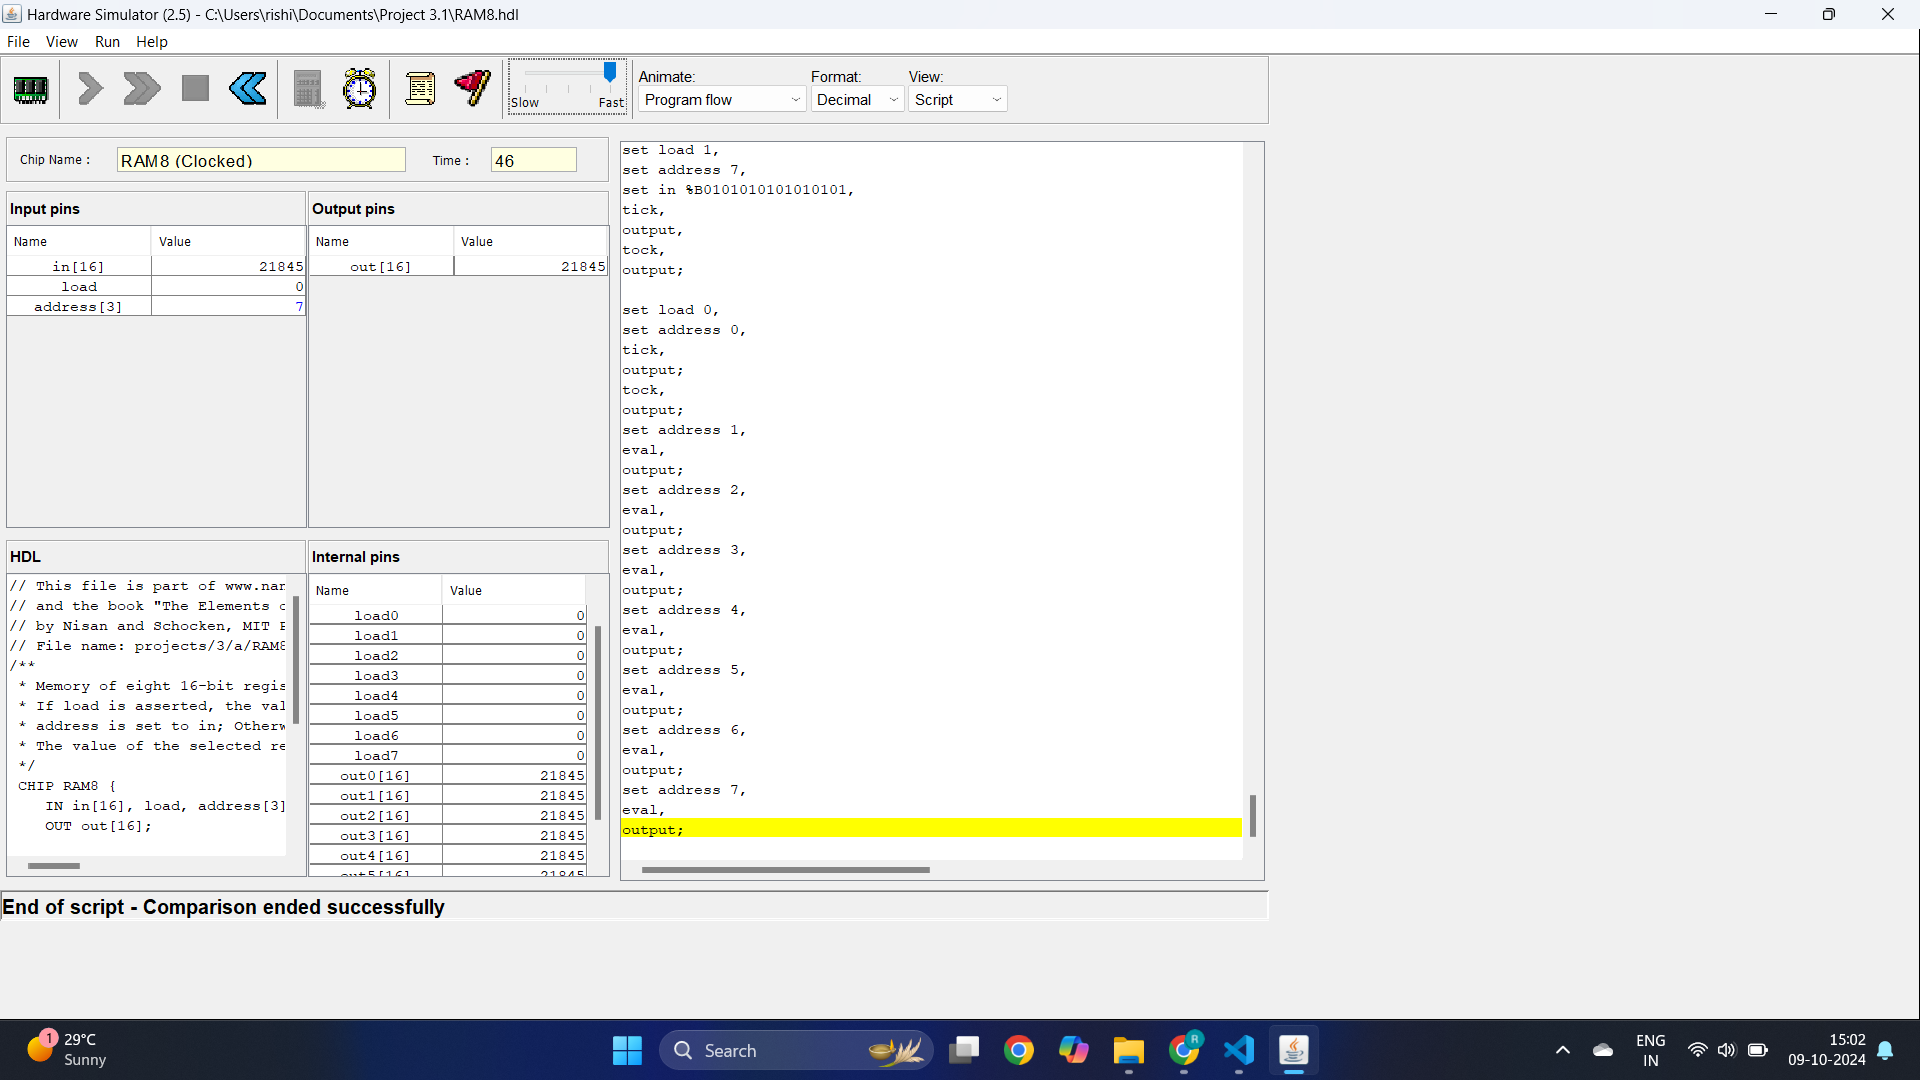 Hardware Simulator (2.5) - C:\Users\rishi\Documents\Project 3.1\RAM8.hdl
File View Run Help
Slow Fast
Animate: Format: View:
Program flow Decimal Script
Chip Name : RAM8 (Clocked) Time : 46
Input pins
Name Value
in[16] 21845
load 0
address[3] 7
Output pins
Name Value
out[16] 21845
HDL
// This file is part of www.nan
// and the book "The Elements o
// by Nisan and Schocken, MIT P
// File name: projects/3/a/RAM8
/**
* Memory of eight 16-bit regis
* If load is asserted, the val
* address is set to in; Otherw
* The value of the selected re
*/
CHIP RAM8 {
IN in[16], load, address[3]
OUT out[16];
Internal pins
Name Value
load0 0
load1 0
load2 0
load3 0
load4 0
load5 0
load6 0
load7 0
out0[16] 21845
out1[16] 21845
out2[16] 21845
out3[16] 21845
out4[16] 21845
out5[16] 21845
set load 1,
set address 7,
set in %B0101010101010101,
tick,
output,
tock,
output;
set load 0,
set address 0,
tick,
output;
tock,
output;
set address 1,
eval,
output;
set address 2,
eval,
output;
set address 3,
eval,
output;
set address 4,
eval,
output;
set address 5,
eval,
output;
set address 6,
eval,
output;
set address 7,
eval,
output;
End of script - Comparison ended successfully
1
29°C
Sunny
Search
R
ENG
IN
15:02
09-10-2024